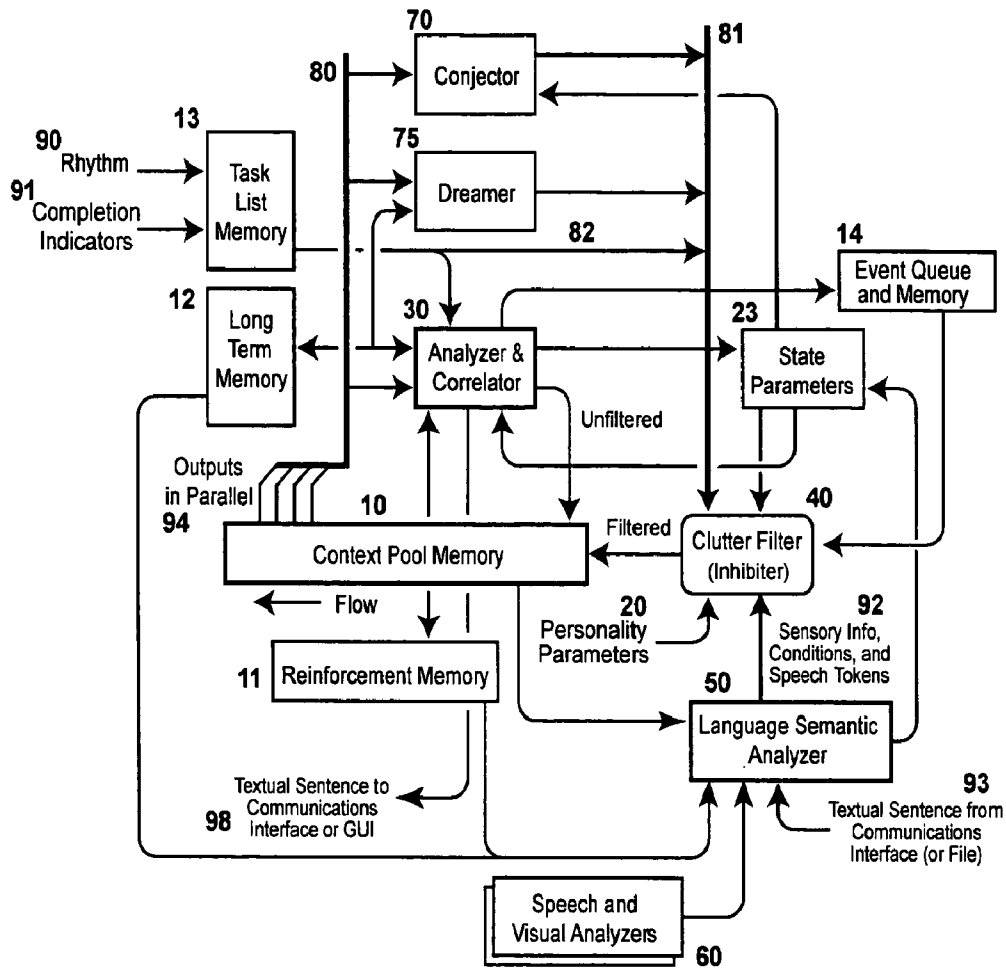 70
81
Conjector
80
13
90
Rhythm
75
91
Task
List
Memory
Completion
Indicators
Dreamer
82
14
Event Queue
and Memory
12
30
23
Long
Term
Memory
Analyzer &
Correlator
State
Parameters
Unfiltered
Outputs
in Parallel
94
10
40
Filtered
Clutter Filter
(Inhibiter)
Context Pool Memory
Flow
20
Personality
Parameters
92
Sensory Info,
Conditions, and
Speech Tokens
11
Reinforcement Memory
50
Language Semantic
Analyzer
98
Textual Sentence to
Communications
Interface or GUI
93
Textual Sentence from
Communications
Interface (or File)
Speech and
Visual Analyzers
60